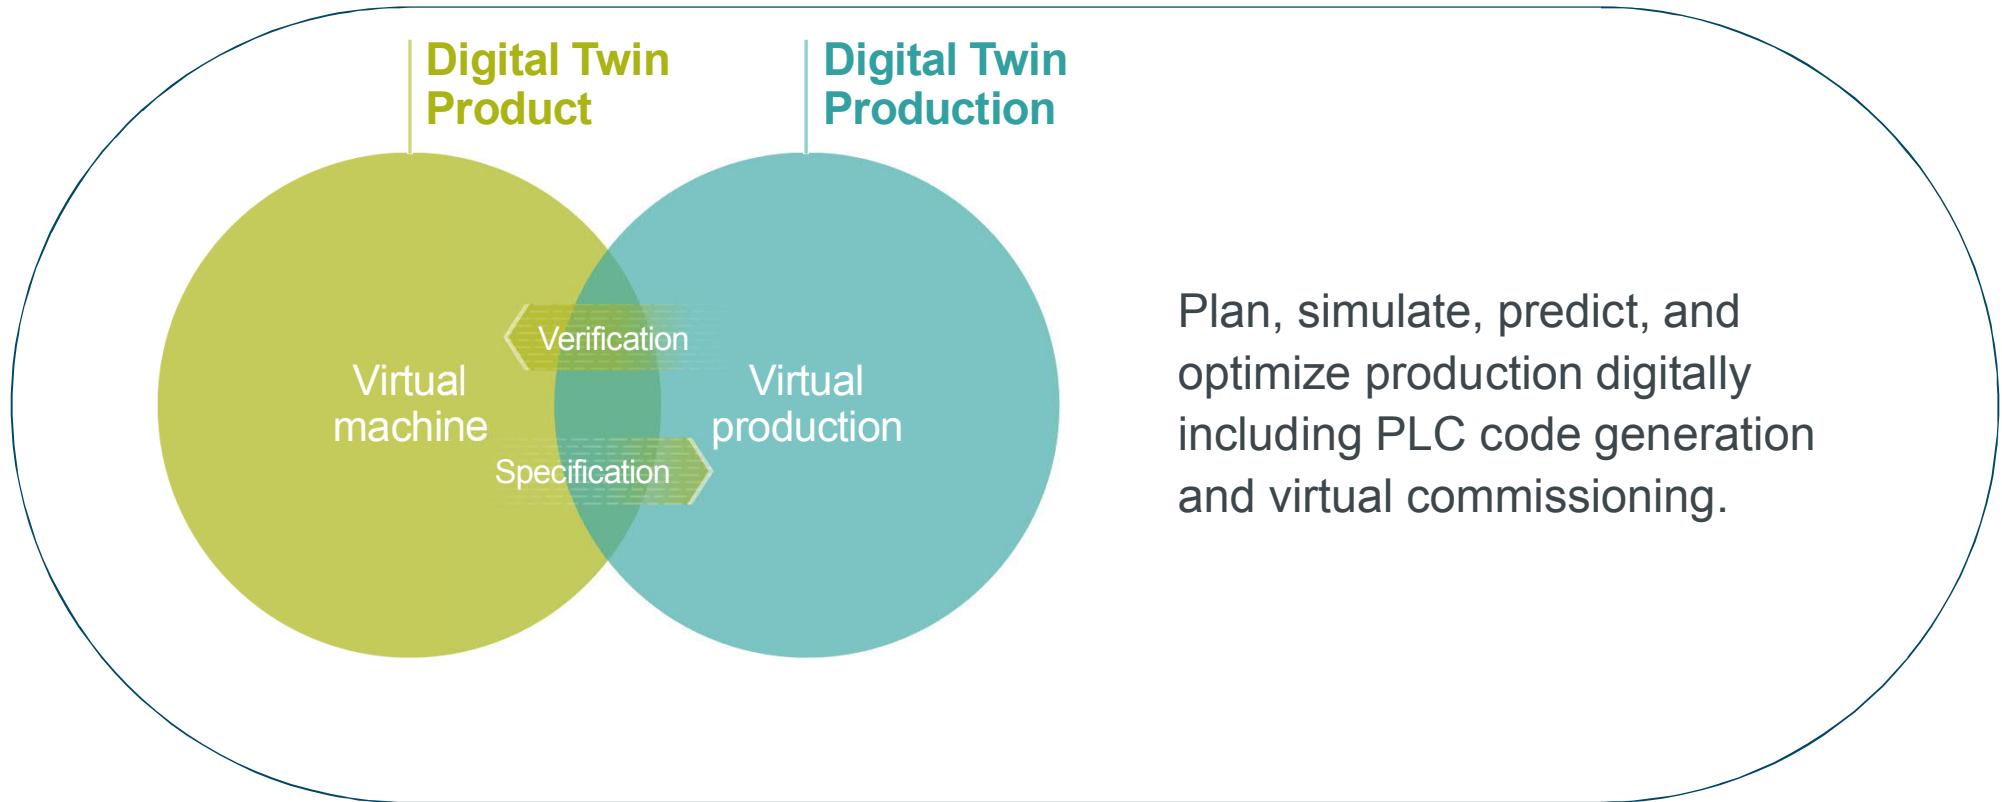 Digital Twin
Product
Digital Twin
Production
Verification
Virtual
machine
Virtual
production
Specification
Plan, simulate, predict, and
optimize production digitally
including PLC code generation
and virtual commissioning.